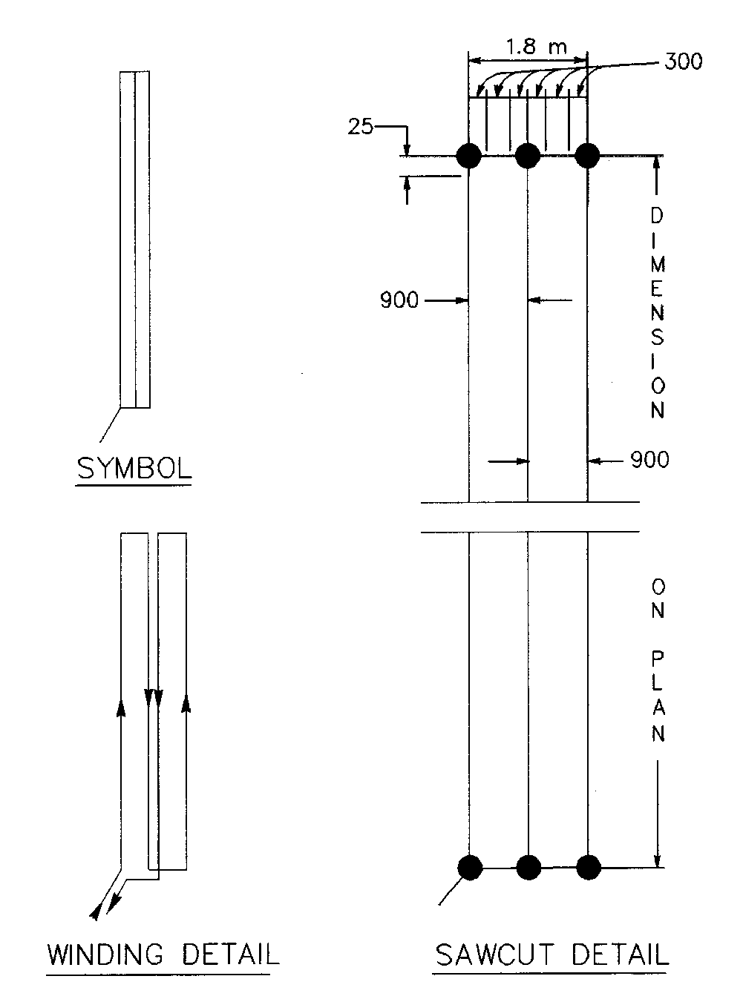 1.8 m
300
25
DIMENSION
900
900
SYMBOL
ON PLAN
WINDING DETAIL
SAWCUT DETAIL